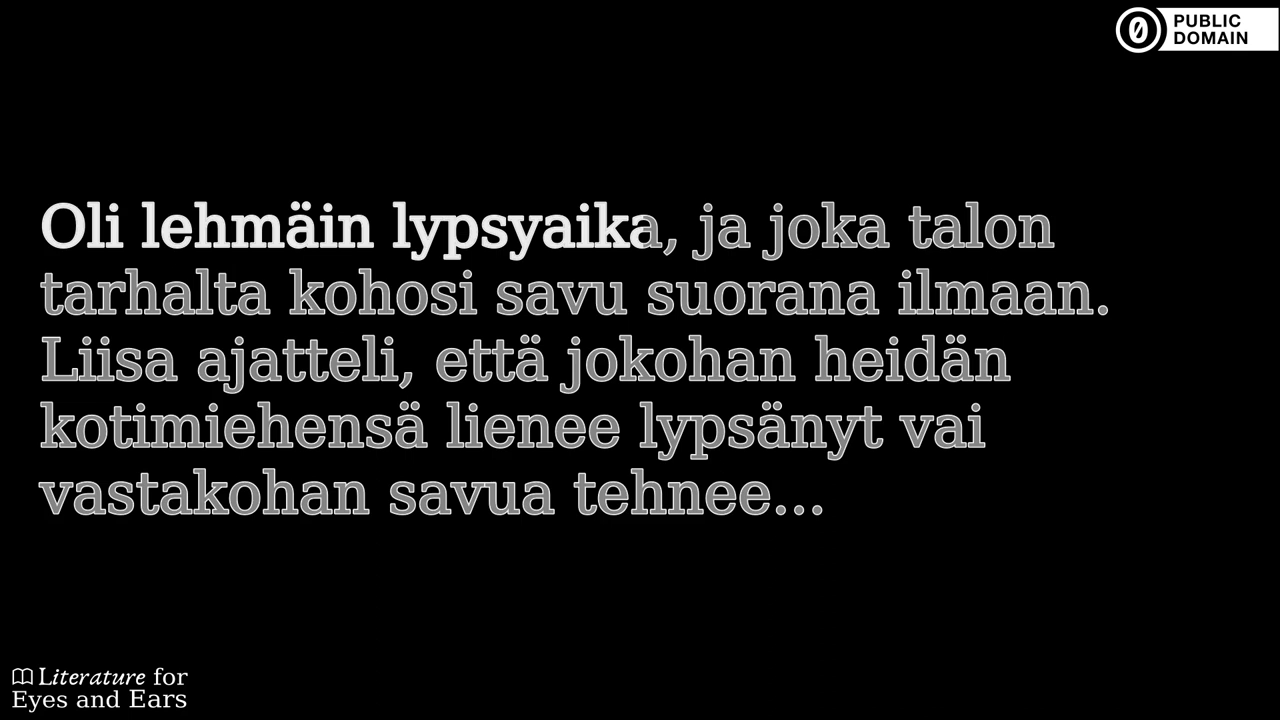 PUBLIC
DOMAIN
Oli lehmäin lypsyaika, ja joka talon
tarhalta kohosi savu suorana ilmaan.
Liisa ajatteli, että jokohan heidän
kotimiehensä lienee lypsänyt vai
vastakohan savua tehnee...
Literature for
Eyes and Ears